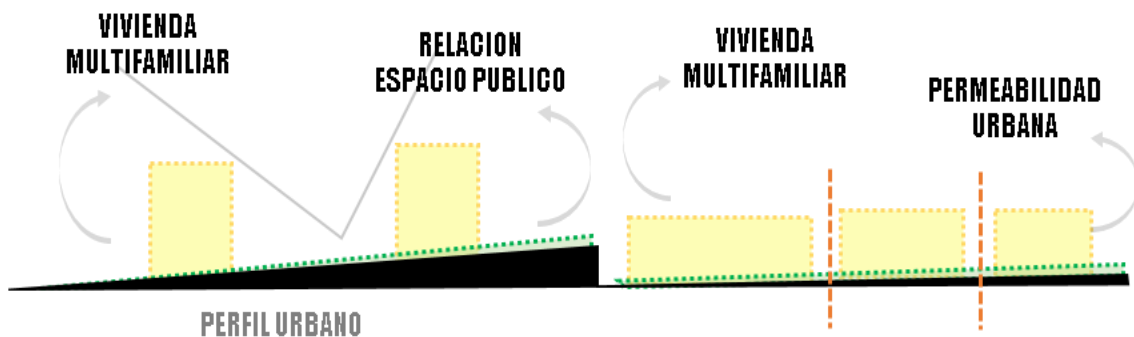 VIVIENDA
MULTIFAMILIAR
RELACION
ESPACIO PUBLICO
PERFIL URBANO
VIVIENDA
MULTIFAMILIAR
PERMEABILIDAD
URBANA